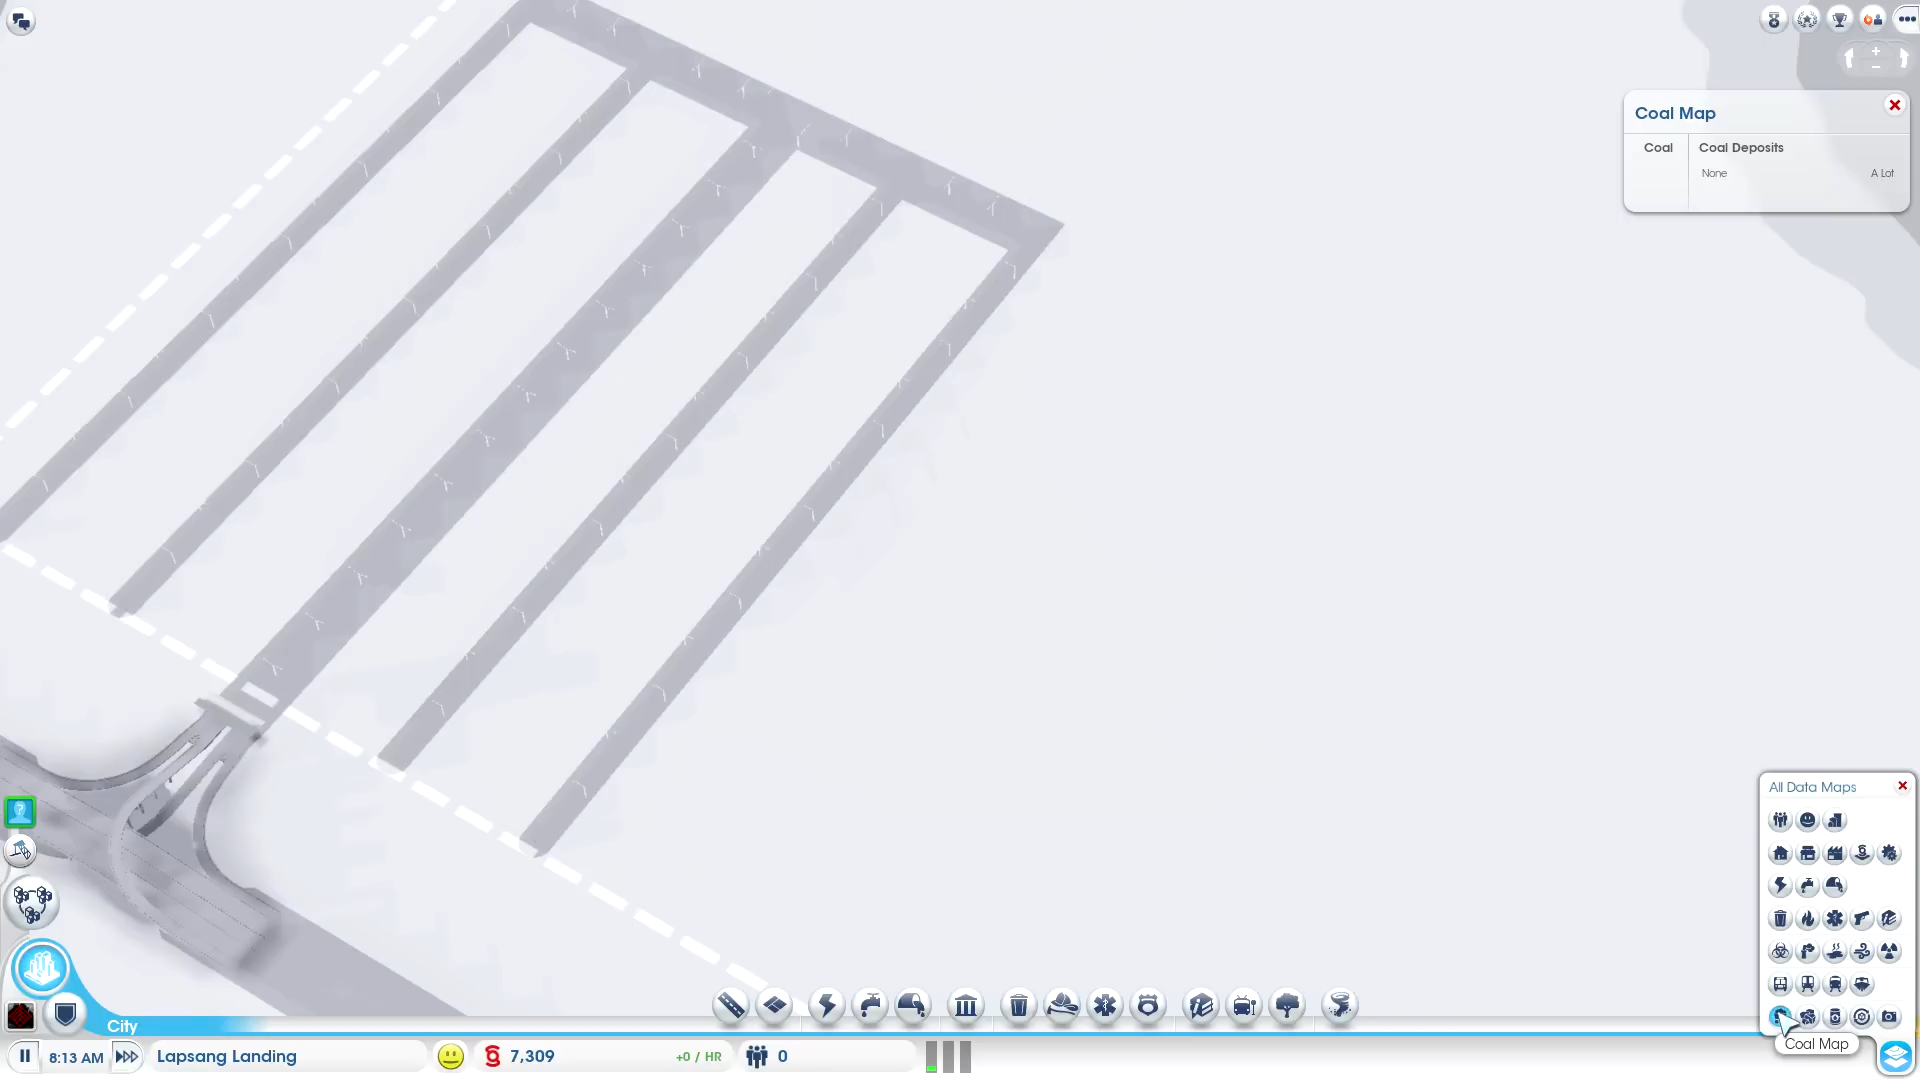 Coal Map
Coal
Coal Deposits
None
A Lot
All Data Maps
Coal Map
City
8:13 AM
Lapsang Landing
7,309
+0 / HR
0